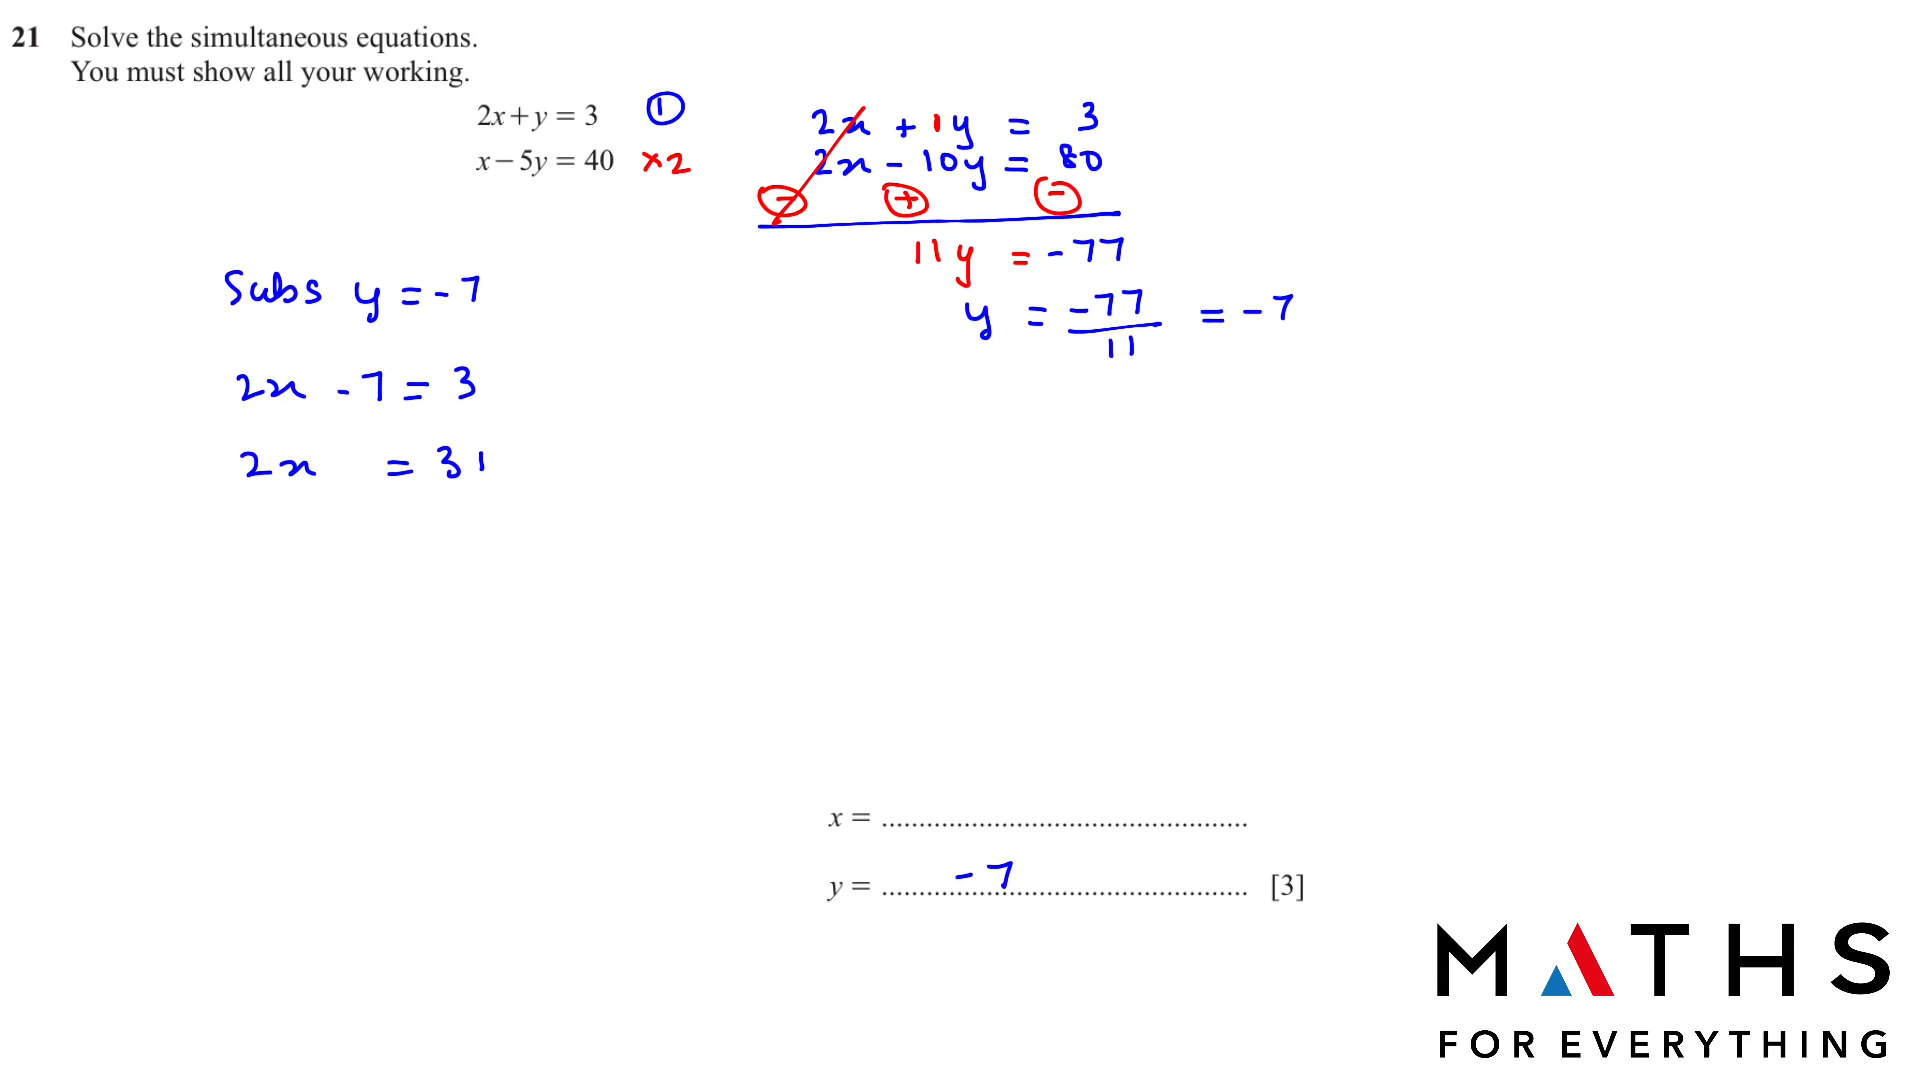 21 Solve the simultaneous equations.
You must show all your working.
2x + y = 3 ①
x − 5y = 40 ×2
2x + 1y = 3
2x - 10y = 80
- + -
11y = -77
y = -77/11 = -7
Subs y = -7
2x - 7 = 3
2x = 3 1
x = ..................................................
y = ........ -7 ........................................ [3]
MATHS
FOR EVERYTHING